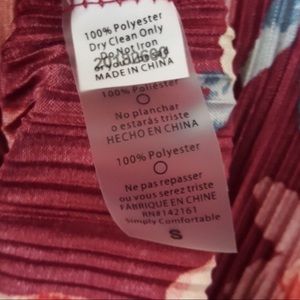 100% Polyester
Dry Clean Only
Do Not Iron
MADE IN CHINA
100% Poliéster
No planchar
o estarás triste
HECHO EN CHINA
100% Polyester
Ne pas repasser
ou vous serez triste
FABRIQUE EN CHINE
RN#142161
Simply Comfortable
S